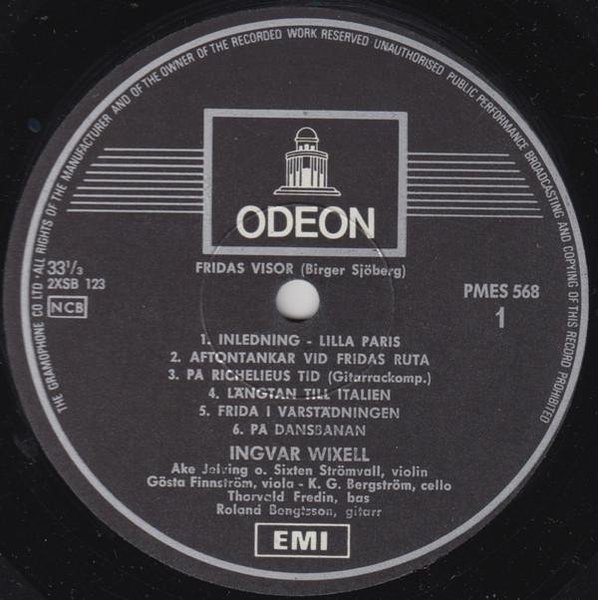 THE GRAMOPHONE CO LTD · ALL RIGHTS OF THE MANUFACTURER AND OF THE OWNER OF THE RECORDED WORK RESERVED UNAUTHORISED PUBLIC PERFORMANCE BROADCASTING AND COPYING OF THIS RECORD PROHIBITED
ODEON
FRIDAS VISOR (Birger Sjöberg)
33 1/3
2XSB 123
NCB
PMES 568
1
1. INLEDNING - LILLA PARIS
2. AFTONTANKAR VID FRIDAS RUTA
3. PA RICHELIEUS TID (Gitarrackomp.)
4. LÄNGTAN TILL ITALIEN
5. FRIDA I VARSTÄDNINGEN
6. PA DANSBANAN
INGVAR WIXELL
Ake Jelving o. Sixten Strömvall, violin
Gösta Finnström, viola - K. G. Bergström, cello
Thorvald Fredin, bas
Roland Bengtsson, gitarr
EMI